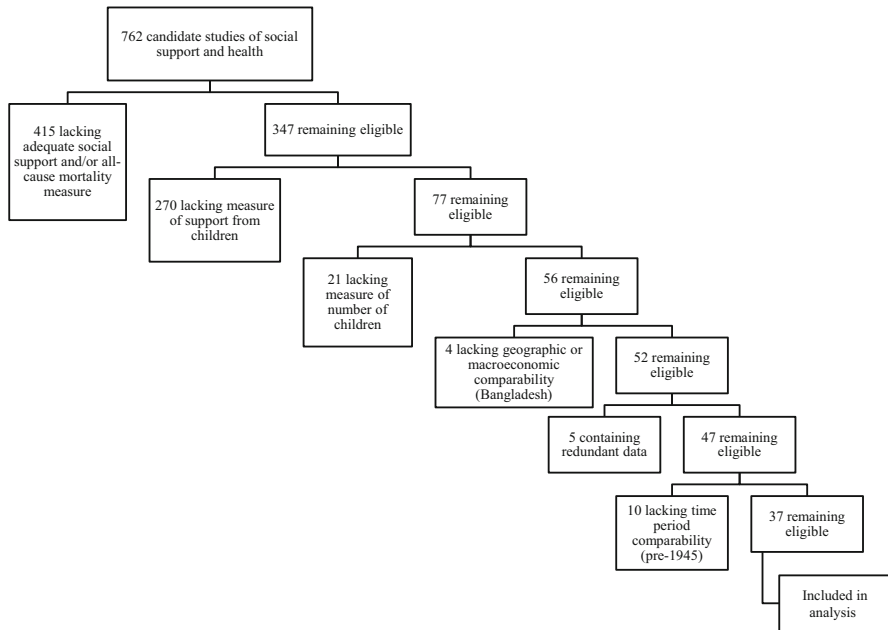 762 candidate studies of social
support and health
415 lacking
adequate social
support and/or all-
cause mortality
measure
347 remaining eligible
270 lacking measure
of support from
children
77 remaining
eligible
21 lacking
measure of
number of
children
56 remaining
eligible
4 lacking geographic or
macroeconomic
comparability
(Bangladesh)
52 remaining
eligible
5 containing
redundant data
47 remaining
eligible
10 lacking time
period
comparability
(pre-1945)
37 remaining
eligible
Included in
analysis